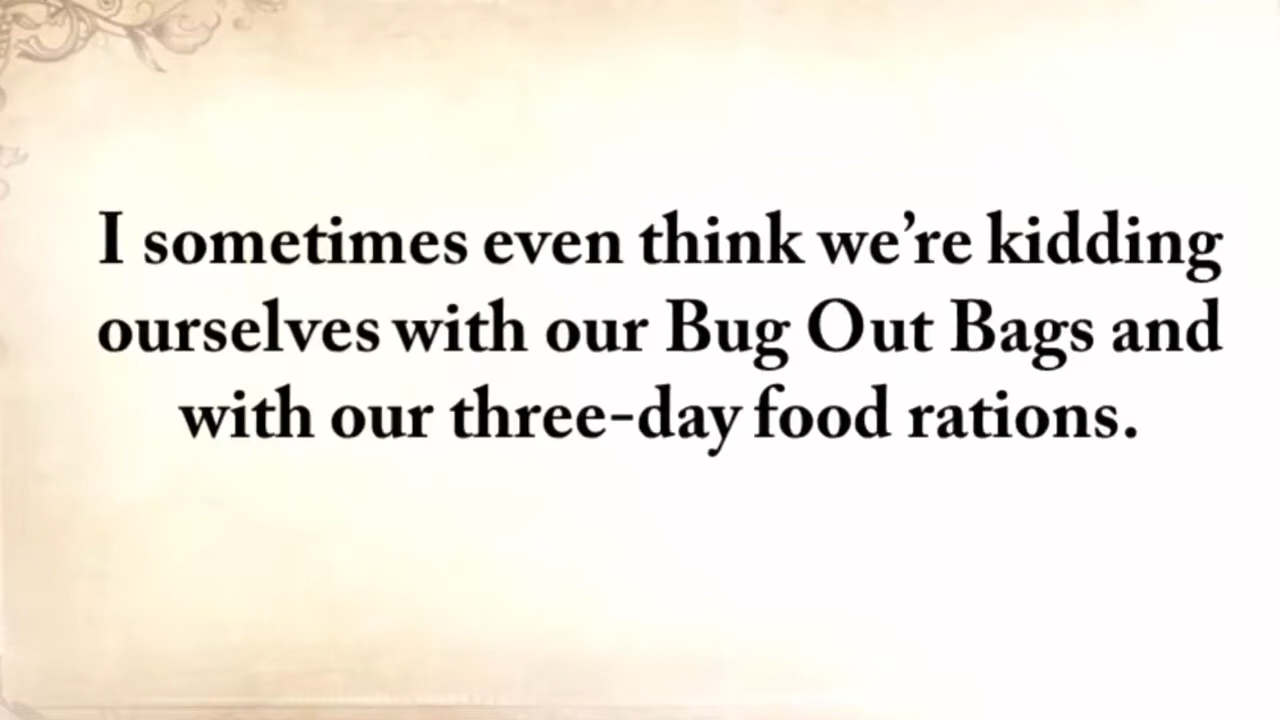 I sometimes even think we’re kidding
ourselves with our Bug Out Bags and
with our three-day food rations.